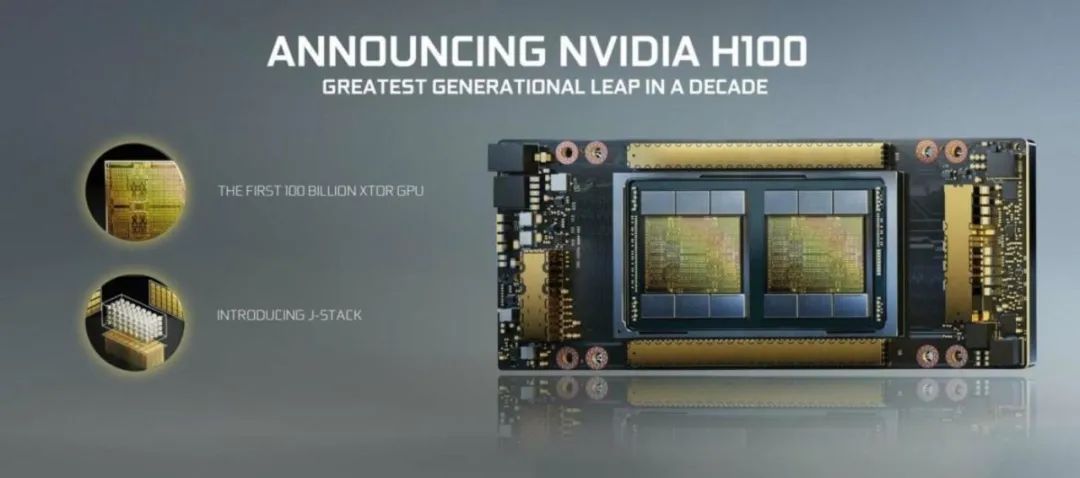 ANNOUNCING NVIDIA H100
GREATEST GENERATIONAL LEAP IN A DECADE
THE FIRST 100 BILLION XTOR GPU
INTRODUCING J-STACK